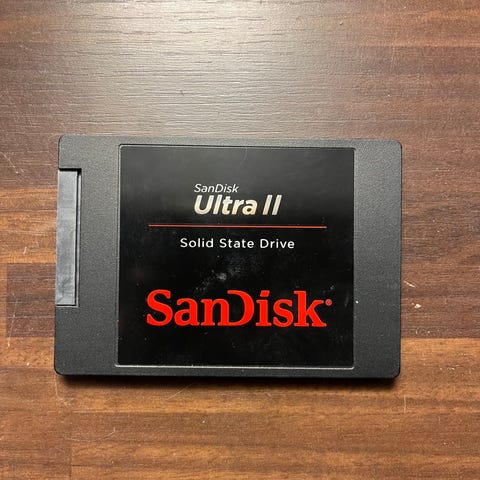 SanDisk
Ultra II
Solid State Drive
SanDisk®